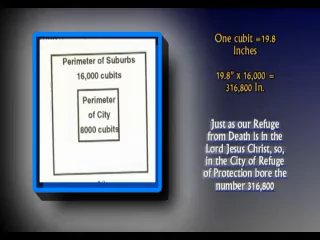 Perimeter of Suburbs
16,000 cubits
Perimeter
of City
8000 cubits
One cubit =19.8
Inches
19.8" x 16,000 =
316,800 In.
Just as our Refuge
from Death is in the
Lord Jesus Christ, so,
in the City of Refuge
of Protection bore the
number 316,800